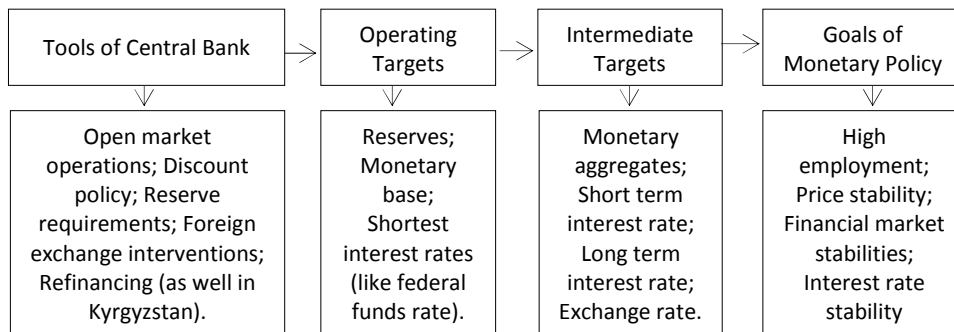 Tools of Central Bank
Operating
Targets
Intermediate
Targets
Goals of
Monetary Policy
Open market
operations; Discount
policy; Reserve
requirements; Foreign
exchange interventions;
Refinancing (as well in
Kyrgyzstan).
Reserves;
Monetary
base;
Shortest
interest rates
(like federal
funds rate).
Monetary
aggregates;
Short term
interest rate;
Long term
interest rate;
Exchange rate.
High
employment;
Price stability;
Financial market
stabilities;
Interest rate
stability